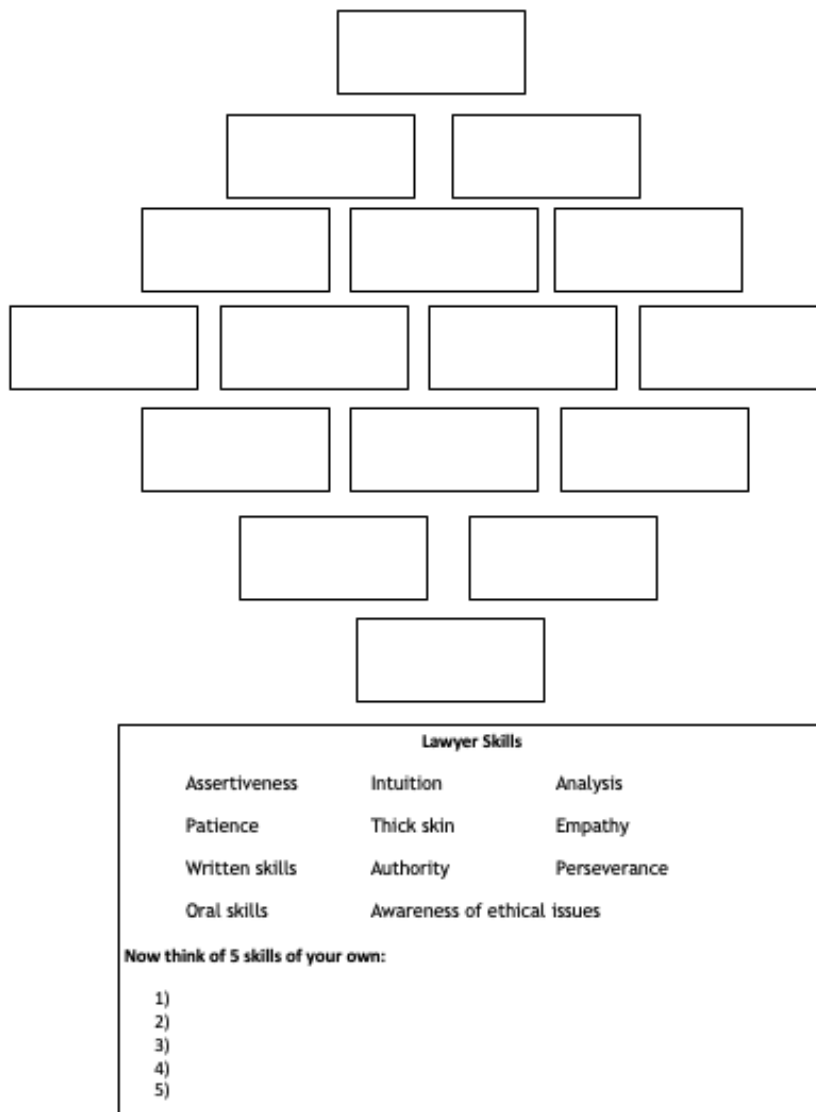 Lawyer Skills
Assertiveness Intuition Analysis
Patience Thick skin Empathy
Written skills Authority Perseverance
Oral skills Awareness of ethical issues
Now think of 5 skills of your own:
1)
2)
3)
4)
5)